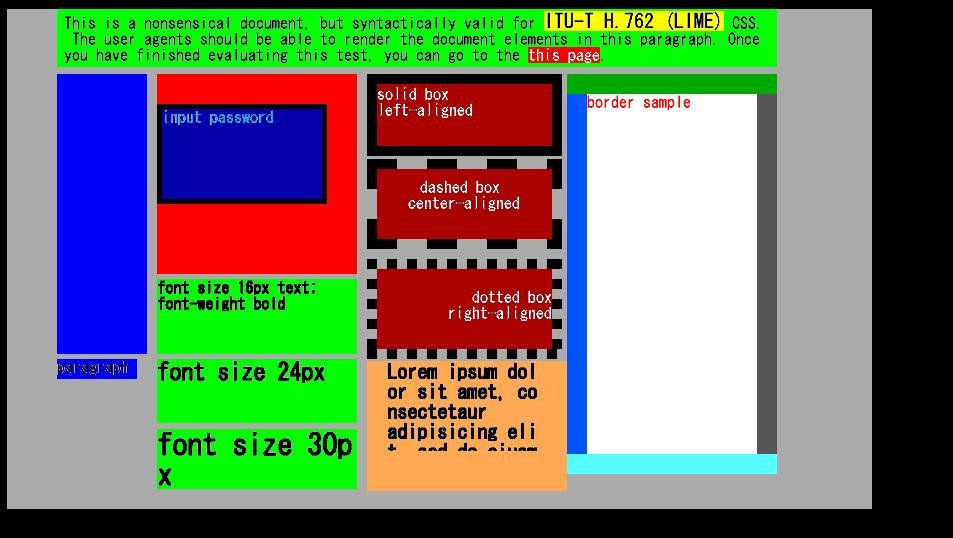 This is a nonsensical document, but syntactically valid for ITU-T H.762 (LIME) CSS.
The user agents should be able to render the document elements in this paragraph. Once
you have finished evaluating this test, you can go to the this page.
input password
solid box
left-aligned
border sample
dashed box
center-aligned
font size 16px text;
font-weight bold
dotted box
right-aligned
paragraph
font size 24px
Lorem ipsum dol
or sit amet, co
nsectetaur
adipisicing eli
t, sed do eiusm
font size 30p
x